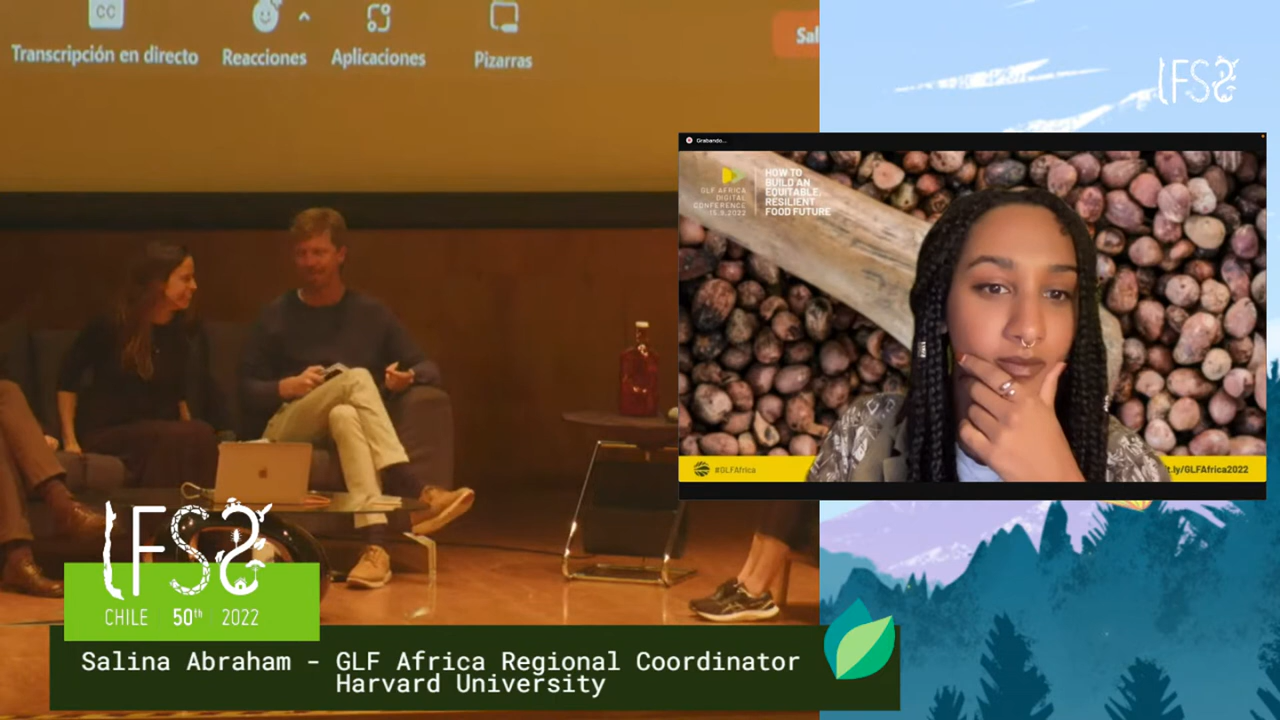 CC
Transcripción en directo
Reacciones
Aplicaciones
Pizarras
Sal
IFSS
Grabando...
GLF AFRICA
DIGITAL
CONFERENCE
15.9.2022
HOW TO
BUILD AN
EQUITABLE,
RESILIENT
FOOD FUTURE
#GLFAfrica
t.ly/GLFAfrica2022
IFSS
CHILE 50th 2022
Salina Abraham - GLF Africa Regional Coordinator
Harvard University